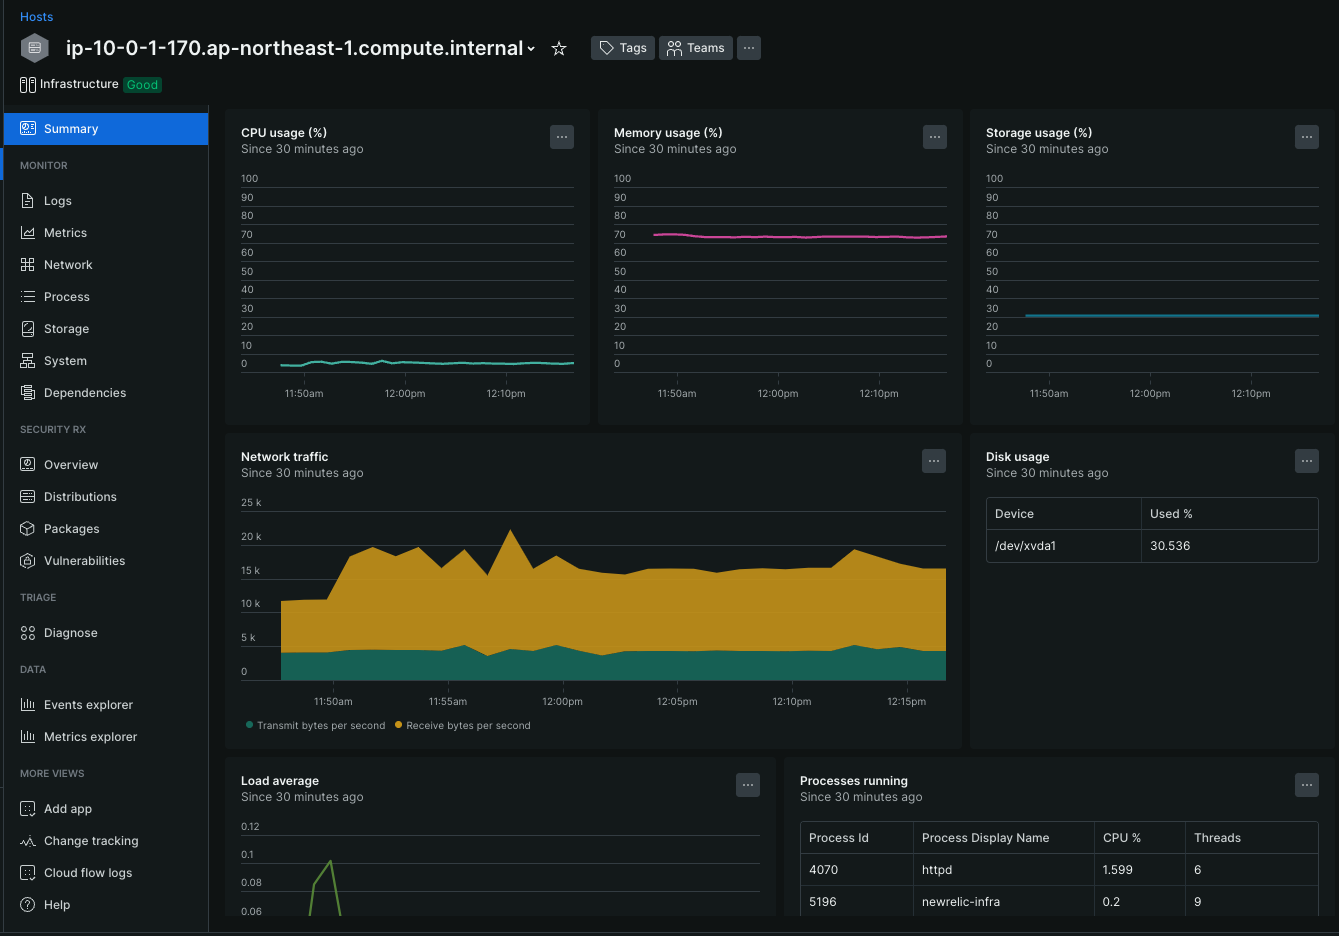 Hosts
ip-10-0-1-170.ap-northeast-1.compute.internal
Tags
Teams
Infrastructure Good
Summary
MONITOR
Logs
Metrics
Network
Process
Storage
System
Dependencies
SECURITY RX
Overview
Distributions
Packages
Vulnerabilities
TRIAGE
Diagnose
DATA
Events explorer
Metrics explorer
MORE VIEWS
Add app
Change tracking
Cloud flow logs
Help
CPU usage (%)
Since 30 minutes ago
100
90
80
70
60
50
40
30
20
10
0
11:50am 12:00pm 12:10pm
Memory usage (%)
Since 30 minutes ago
100
90
80
70
60
50
40
30
20
10
0
11:50am 12:00pm 12:10pm
Storage usage (%)
Since 30 minutes ago
100
90
80
70
60
50
40
30
20
10
0
11:50am 12:00pm 12:10pm
Network traffic
Since 30 minutes ago
25 k
20 k
15 k
10 k
5 k
0
11:50am 11:55am 12:00pm 12:05pm 12:10pm 12:15pm
Transmit bytes per second Receive bytes per second
Disk usage
Since 30 minutes ago
Device Used %
/dev/xvda1 30.536
Load average
Since 30 minutes ago
0.12
0.1
0.08
0.06
Processes running
Since 30 minutes ago
Process Id Process Display Name CPU % Threads
4070 httpd 1.599 6
5196 newrelic-infra 0.2 9